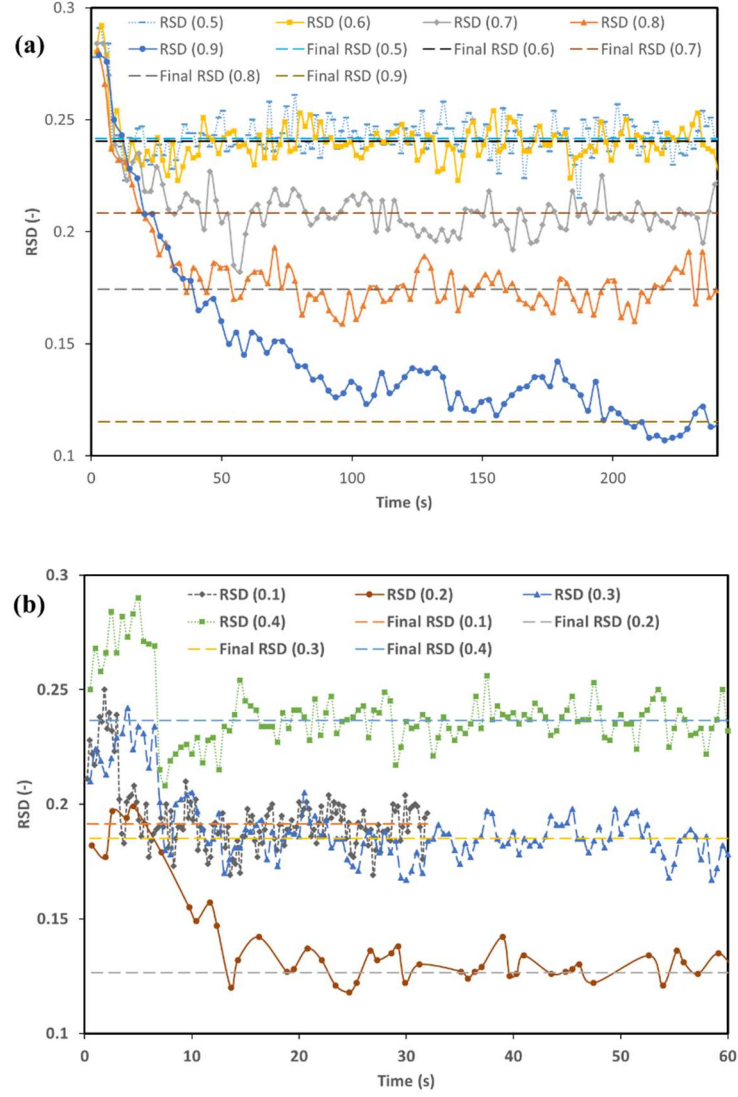 (a)
RSD (0.5) RSD (0.6) RSD (0.7) RSD (0.8)
RSD (0.9) Final RSD (0.5) Final RSD (0.6) Final RSD (0.7)
Final RSD (0.8) Final RSD (0.9)
0.3
0.25
0.2
0.15
0.1
RSD (-)
0 50 100 150 200
Time (s)
(b)
RSD (0.1) RSD (0.2) RSD (0.3)
RSD (0.4) Final RSD (0.1) Final RSD (0.2)
Final RSD (0.3) Final RSD (0.4)
0.3
0.25
0.2
0.15
0.1
RSD (-)
0 10 20 30 40 50 60
Time (s)